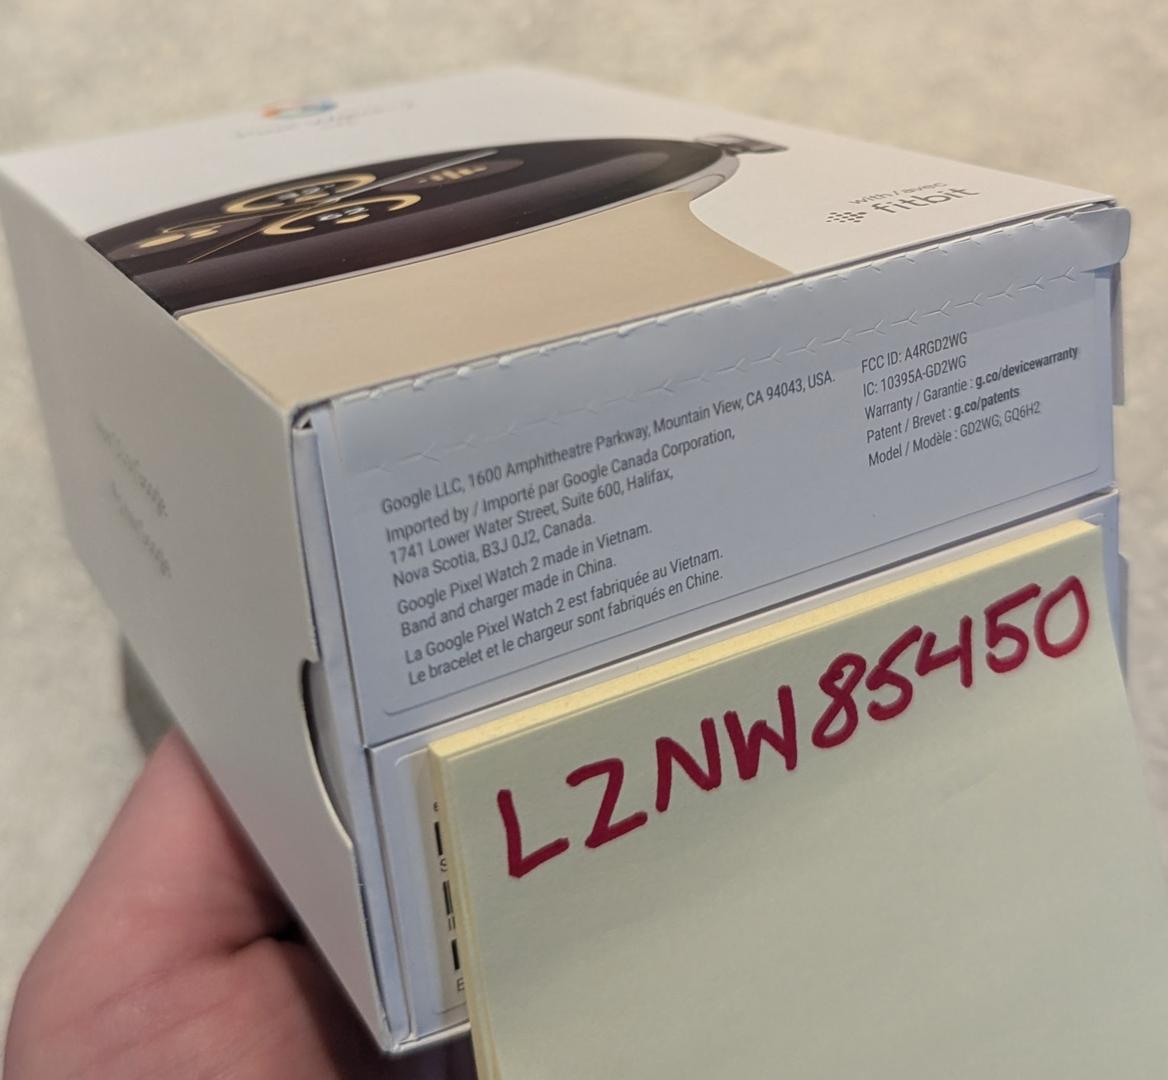 with / avec
fitbit
Google LLC, 1600 Amphitheatre Parkway, Mountain View, CA 94043, USA.
Imported by / Importé par Google Canada Corporation,
1741 Lower Water Street, Suite 600, Halifax,
Nova Scotia, B3J 0J2, Canada.
Google Pixel Watch 2 made in Vietnam.
Band and charger made in China.
La Google Pixel Watch 2 est fabriquée au Vietnam.
Le bracelet et le chargeur sont fabriqués en Chine.
FCC ID: A4RGD2WG
IC: 10395A-GD2WG
Warranty / Garantie : g.co/devicewarranty
Patent / Brevet : g.co/patents
Model / Modèle : GD2WG, GQ6H2
LZNW85450